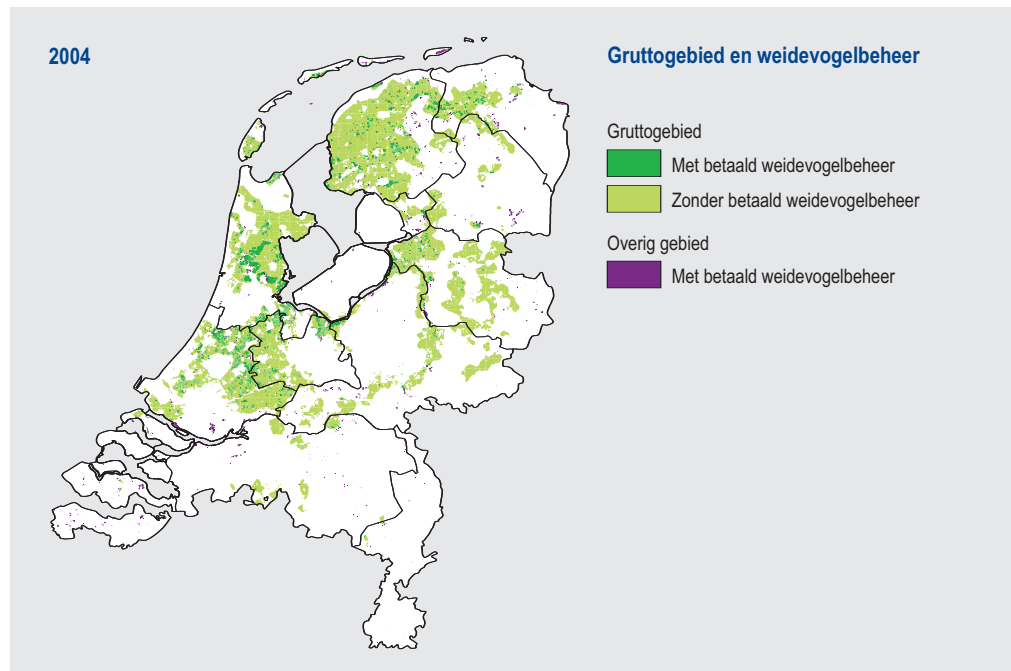 2004
Gruttogebied en weidevogelbeheer
Gruttogebied
Met betaald weidevogelbeheer
Zonder betaald weidevogelbeheer
Overig gebied
Met betaald weidevogelbeheer